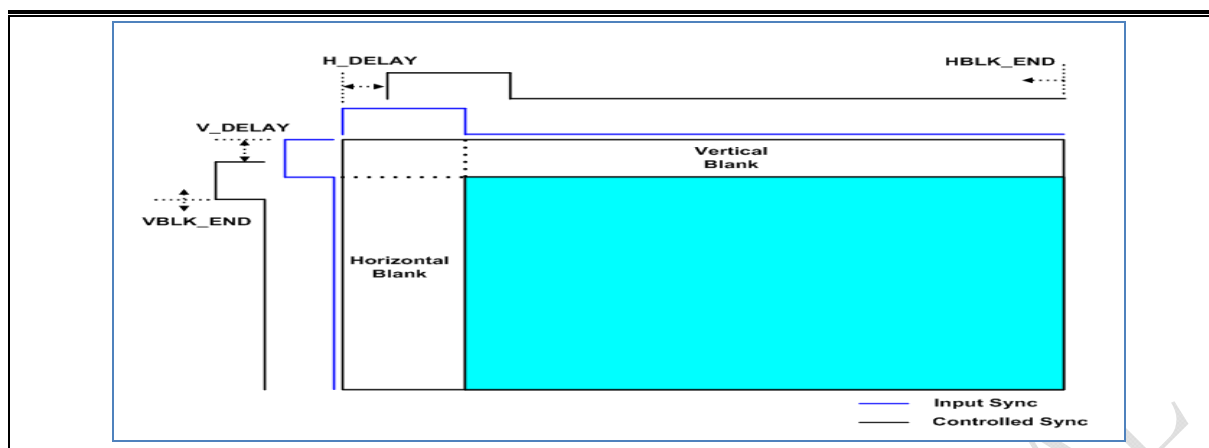 H_DELAY
HBLK_END
V_DELAY
Vertical
Blank
VBLK_END
Horizontal
Blank
Input Sync
Controlled Sync